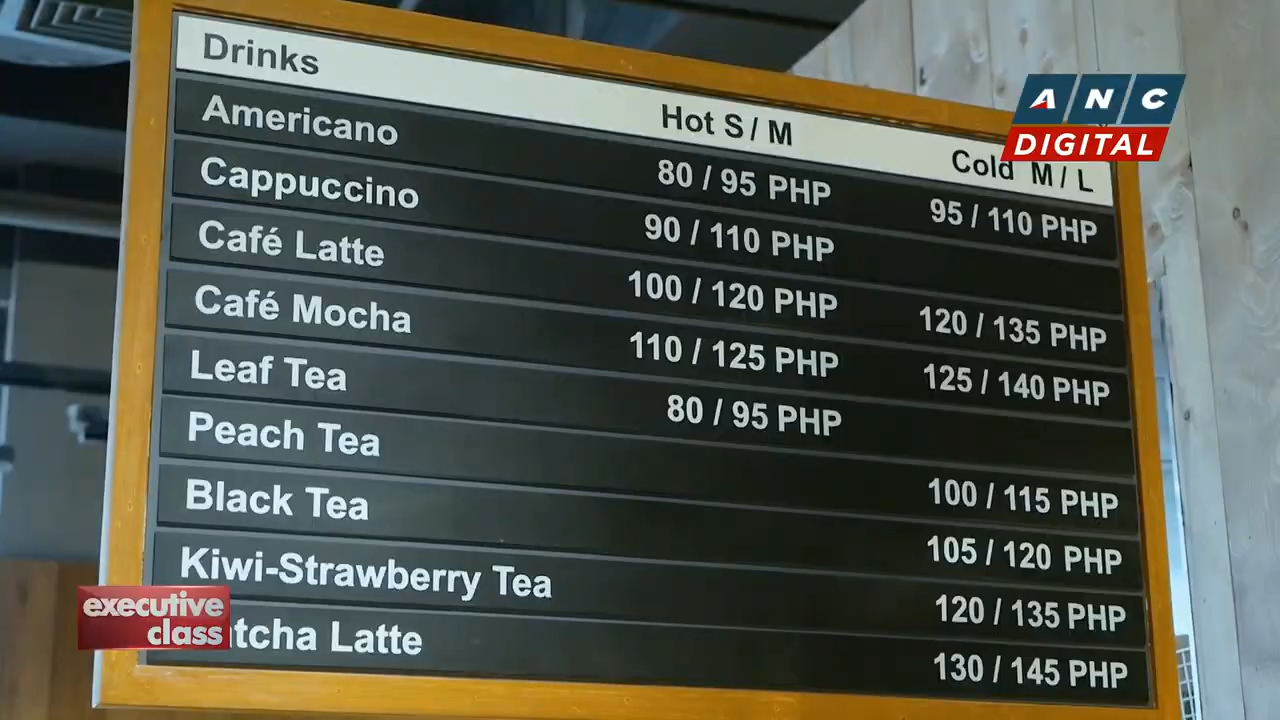 Drinks Hot S / M Cold M / L
Americano 80 / 95 PHP 95 / 110 PHP
Cappuccino 90 / 110 PHP
Café Latte 100 / 120 PHP 120 / 135 PHP
Café Mocha 110 / 125 PHP 125 / 140 PHP
Leaf Tea 80 / 95 PHP
Peach Tea 100 / 115 PHP
Black Tea 105 / 120 PHP
Kiwi-Strawberry Tea 120 / 135 PHP
tcha Latte 130 / 145 PHP
ANC
DIGITAL
executive
class